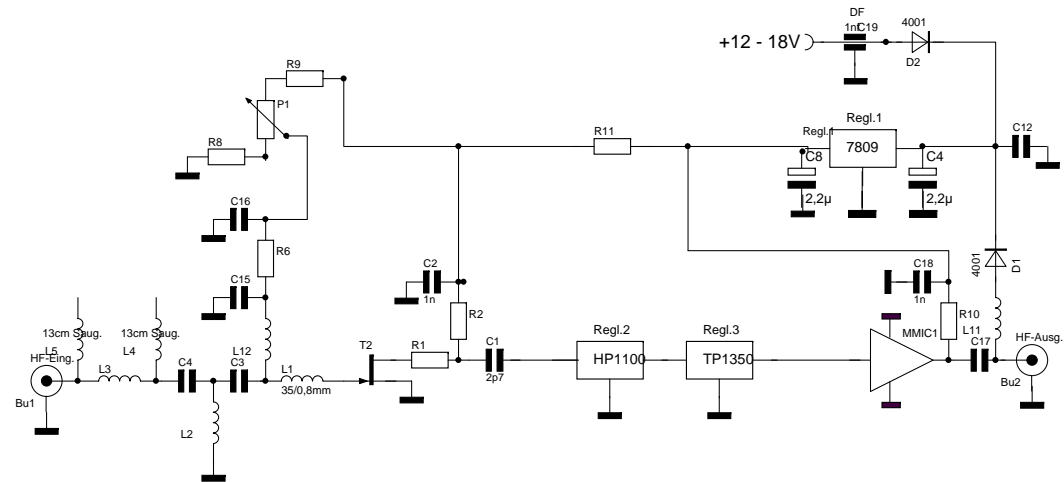 DF
1nf C19
4001
+12 - 18V
D2
R9
P1
R11
Regl.1
Regl.1
7809
C12
R8
C8
C4
2,2µ
2,2µ
C16
R6
C2
1n
C18
1n
4001
D1
C15
R2
R10
13cm Saug.
13cm Saug.
L5
L4
L12
T2
R1
Regl.2
Regl.3
MMIC1
L11
HF-Eing.
HF-Ausg.
C1
HP1100
TP1350
C17
L3
C4
C3
L1
35/0,8mm
2p7
Bu1
Bu2
L2